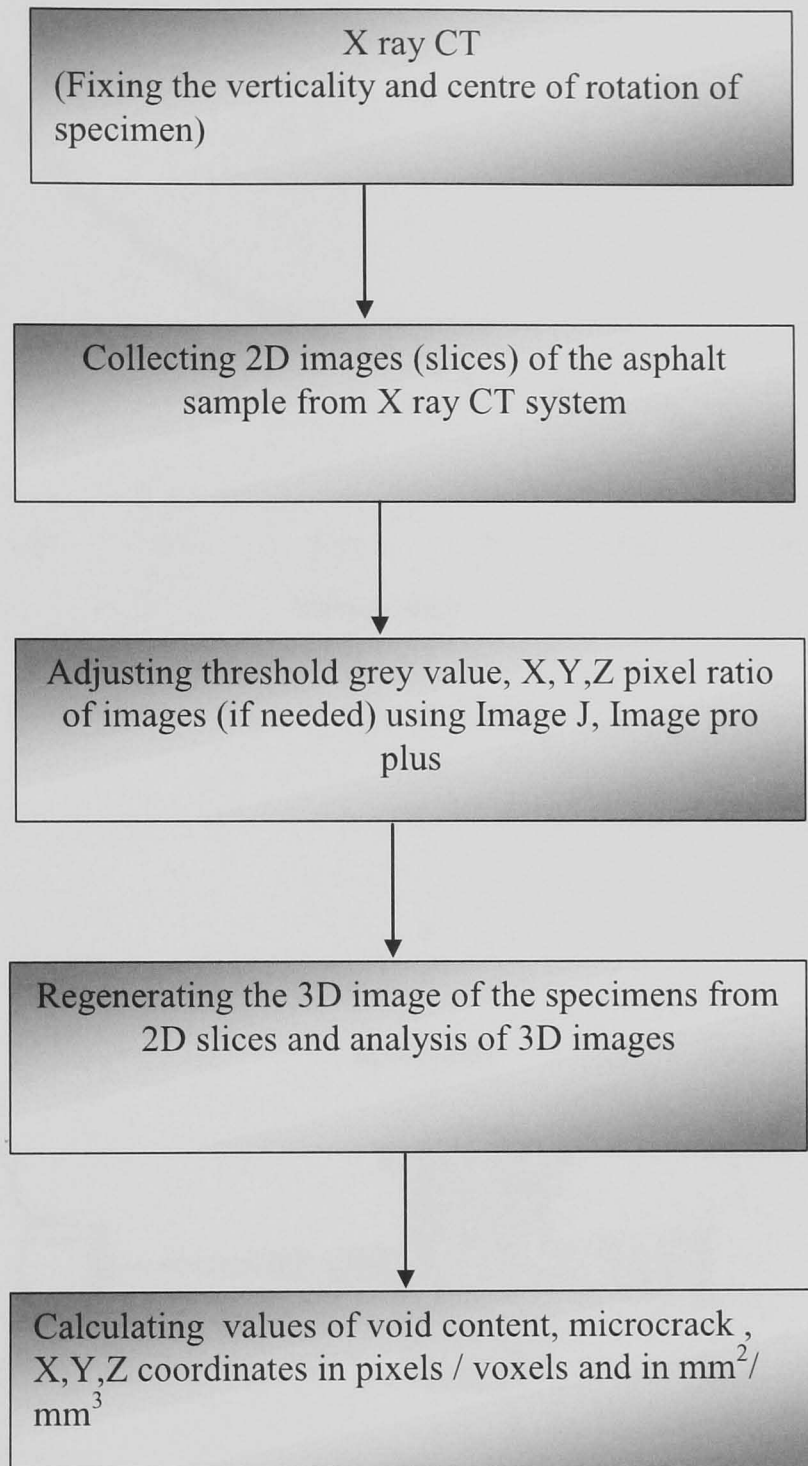 X ray CT
(Fixing the verticality and centre of rotation of
specimen)
Collecting 2D images (slices) of the asphalt
sample from X ray CT system
Adjusting threshold grey value, X,Y,Z pixel ratio
of images (if needed) using Image J, Image pro
plus
Regenerating the 3D image of the specimens from
2D slices and analysis of 3D images
Calculating values of void content, microcrack ,
X,Y,Z coordinates in pixels / voxels and in mm²/
mm³